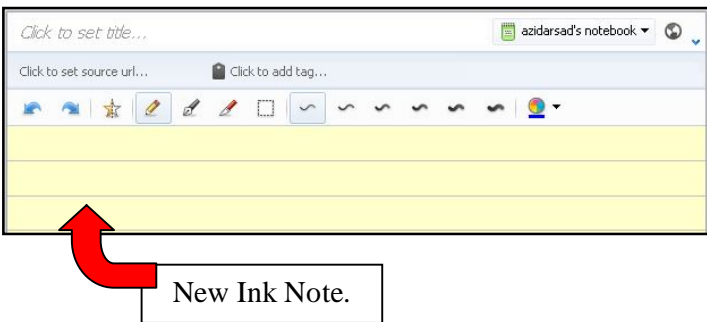 Click to set title... azidarsad's notebook
Click to set source url... Click to add tag...
New Ink Note.